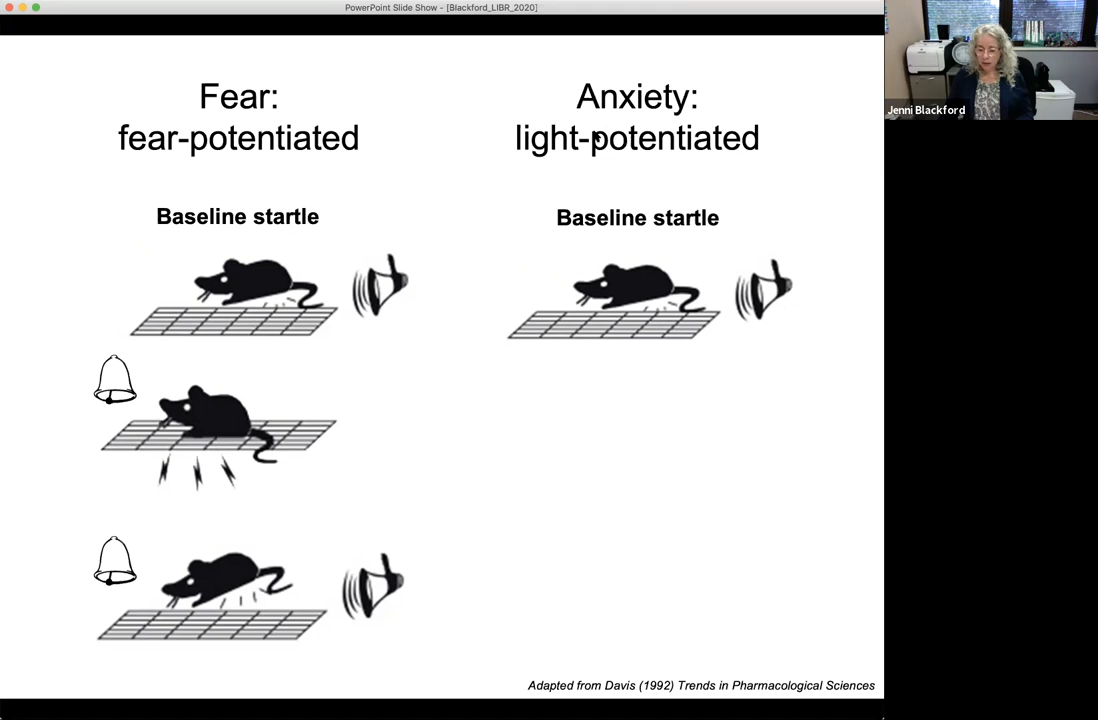 PowerPoint Slide Show - [Blackford_LIBR_2020]
Jenni Blackford
Fear:
fear-potentiated
Anxiety:
light-potentiated
Baseline startle
Baseline startle
Adapted from Davis (1992) Trends in Pharmacological Sciences